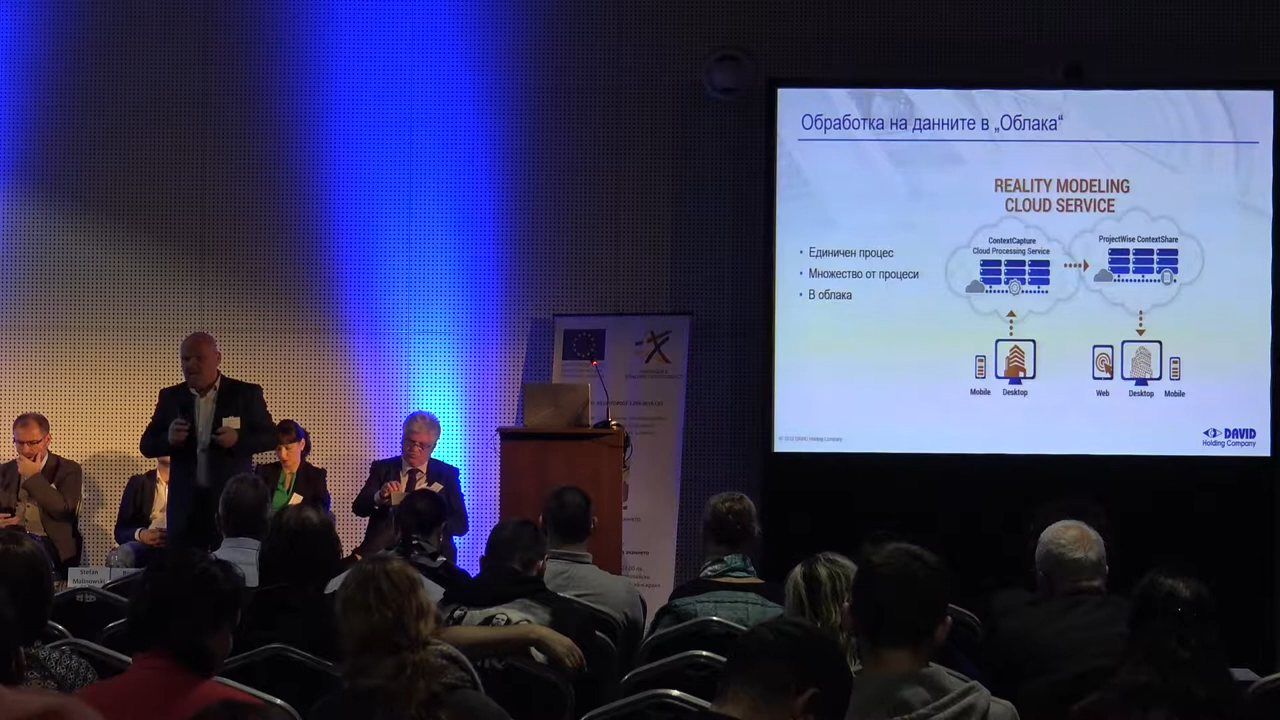 Обработка на данните в „Облака“
REALITY MODELING
CLOUD SERVICE
ContextCapture
Cloud Processing Service
ProjectWise ContextShare
• Единичен процес
• Множество от процеси
• В облака
Mobile
Desktop
Web
Desktop
Mobile
DAVID
Holding Company
Stefan
Malinowski